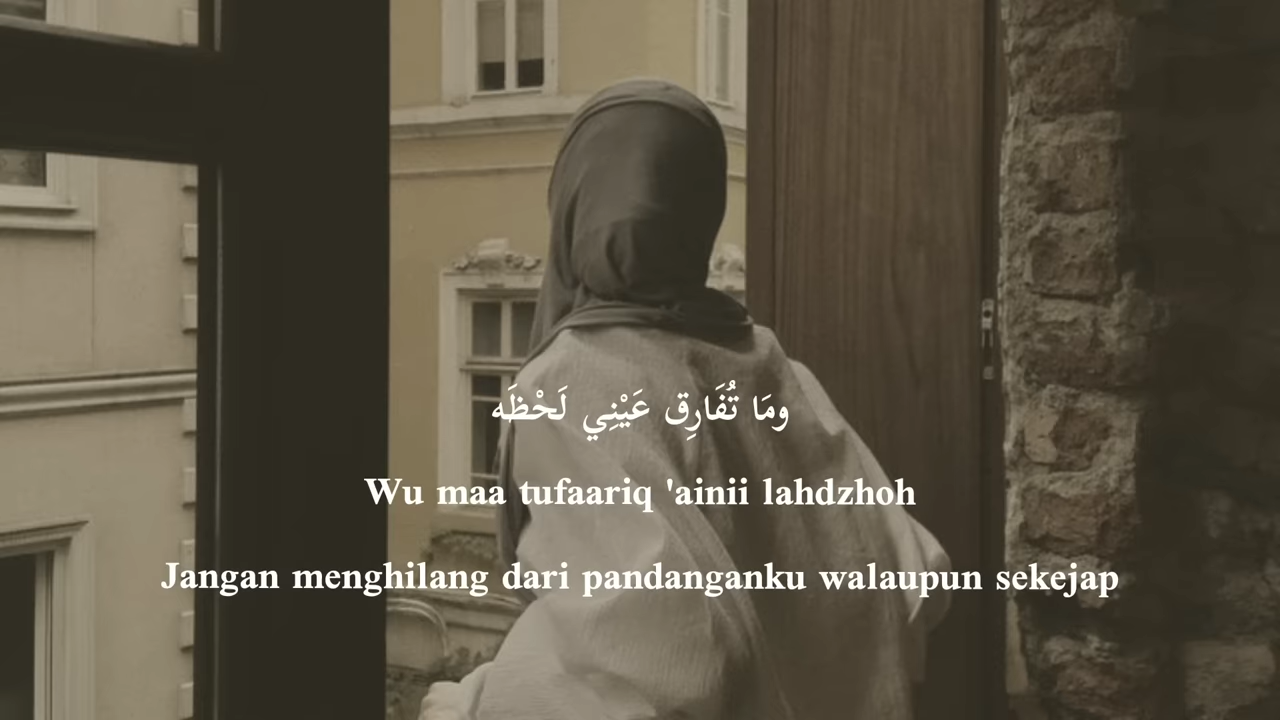 ومَا تُفَارِق عَيْنِي لَحْظَه
Wu maa tufaariq 'ainii lahdzhoh
Jangan menghilang dari pandanganku walaupun sekejap